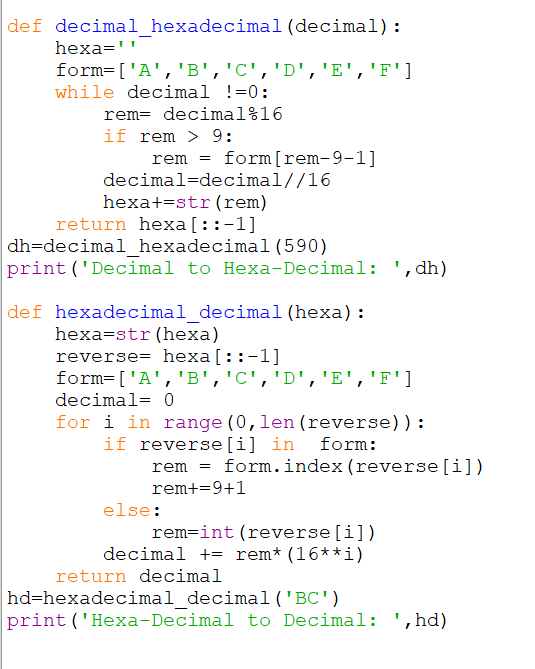 def decimal_hexadecimal(decimal):
    hexa=''
    form=['A','B','C','D','E','F']
    while decimal !=0:
        rem= decimal%16
        if rem > 9:
            rem = form[rem-9-1]
        decimal=decimal//16
        hexa+=str(rem)
    return hexa[::-1]
dh=decimal_hexadecimal(590)
print('Decimal to Hexa-Decimal: ',dh)

def hexadecimal_decimal(hexa):
    hexa=str(hexa)
    reverse= hexa[::-1]
    form=['A','B','C','D','E','F']
    decimal= 0
    for i in range(0,len(reverse)):
        if reverse[i] in  form:
            rem = form.index(reverse[i])
            rem+=9+1
        else:
            rem=int(reverse[i])
        decimal += rem*(16**i)
    return decimal
hd=hexadecimal_decimal('BC')
print('Hexa-Decimal to Decimal: ',hd)